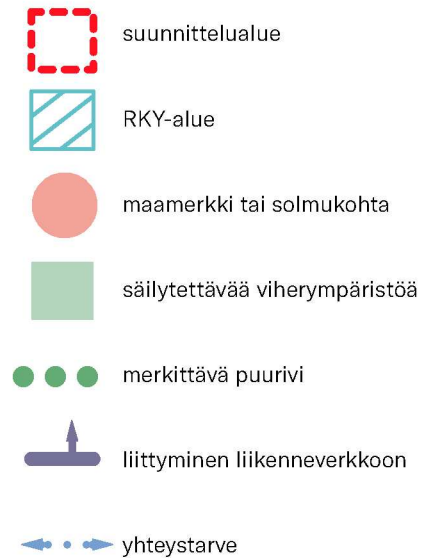 suunnittelualue
RKY-alue
maamerkki tai solmukohta
säilytettävää viherympäristöä
merkittävä puurivi
liittyminen liikenneverkkoon
yhteystarve